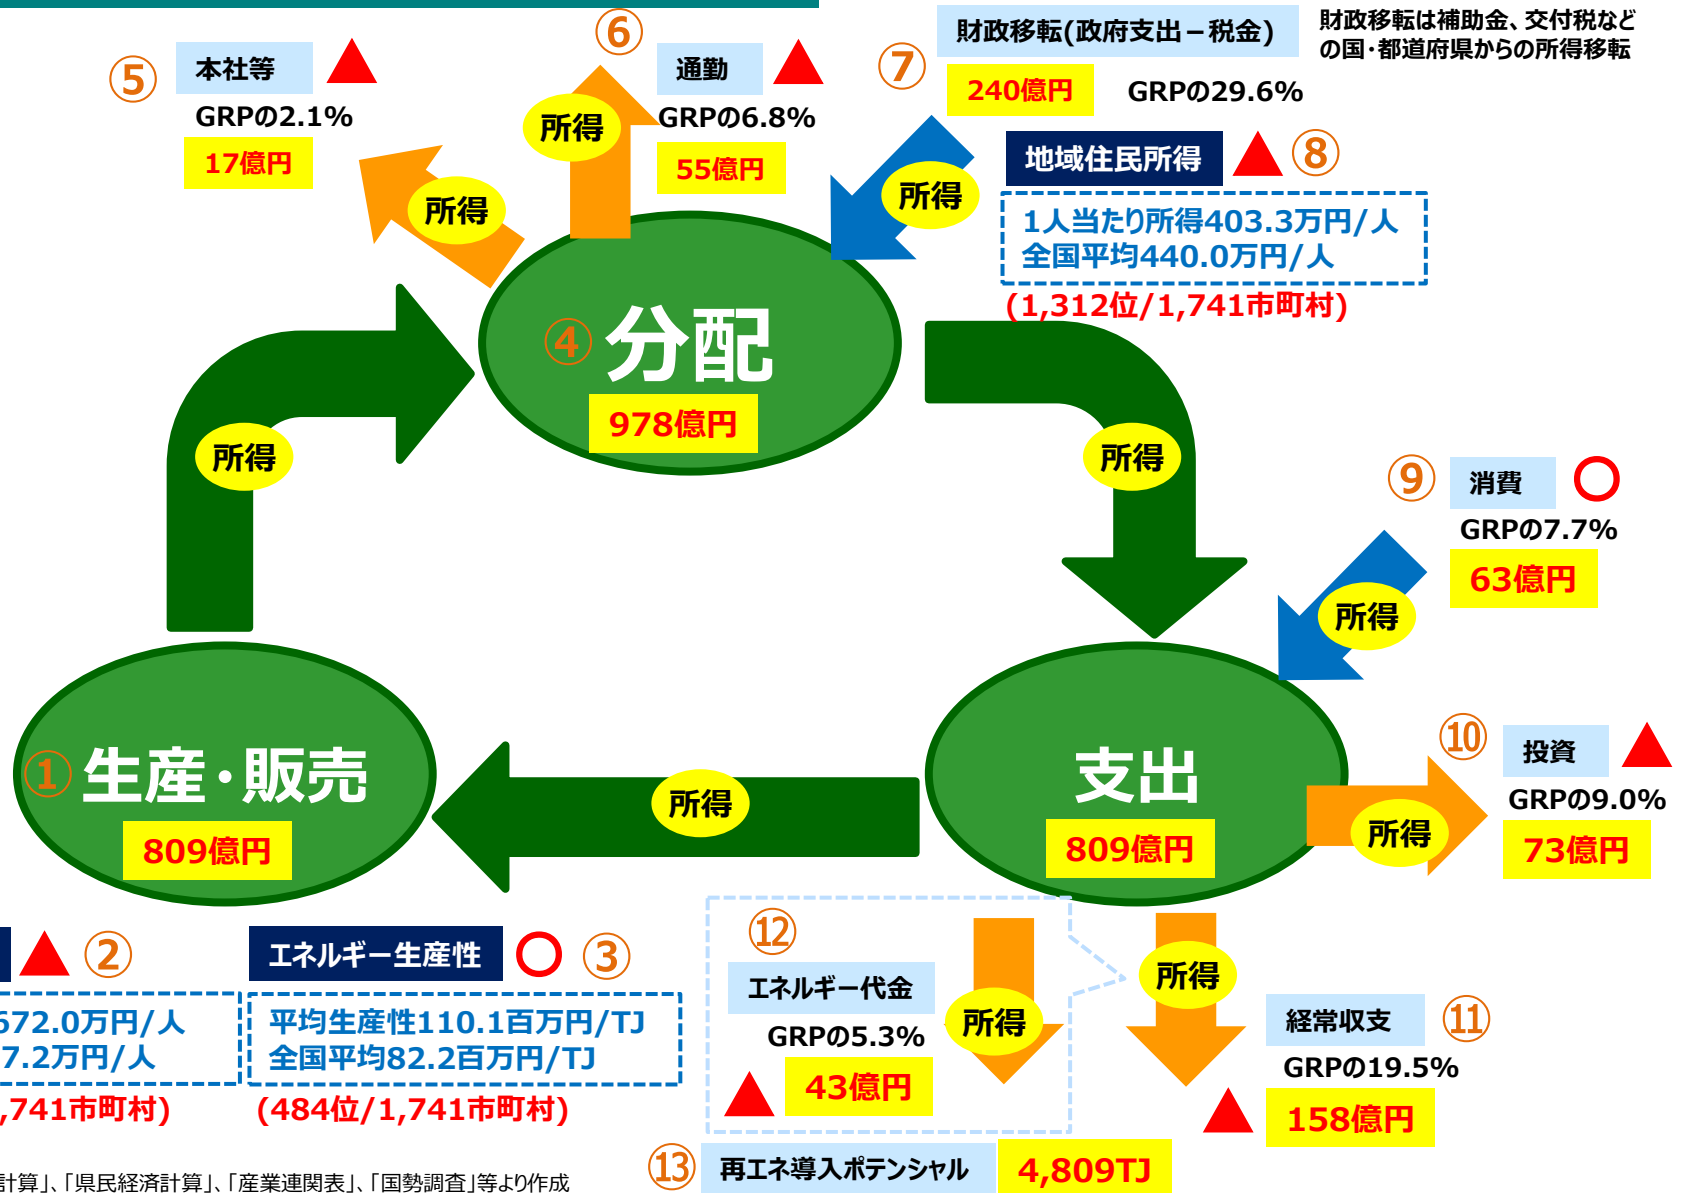 ⑤
本社等
GRPの2.1%
17億円
所得
⑥
通勤
GRPの6.8%
55億円
所得
⑦
財政移転(政府支出－税金)
財政移転は補助金、交付税など
の国・都道府県からの所得移転
240億円
GRPの29.6%
所得
地域住民所得
⑧
1人当たり所得403.3万円/人
全国平均440.0万円/人
(1,312位/1,741市町村)
④
分配
978億円
所得
所得
⑨
消費
GRPの7.7%
63億円
所得
①
生産・販売
809億円
所得
支出
809億円
⑩
投資
GRPの9.0%
73億円
所得
②
672.0万円/人
7.2万円/人
,741市町村)
エネルギー生産性
③
平均生産性110.1百万円/TJ
全国平均82.2百万円/TJ
(484位/1,741市町村)
⑫
エネルギー代金
GRPの5.3%
43億円
所得
所得
経常収支
⑪
GRPの19.5%
158億円
⑬
再エネ導入ポテンシャル
4,809TJ
計算」、「県民経済計算」、「産業連関表」、「国勢調査」等より作成